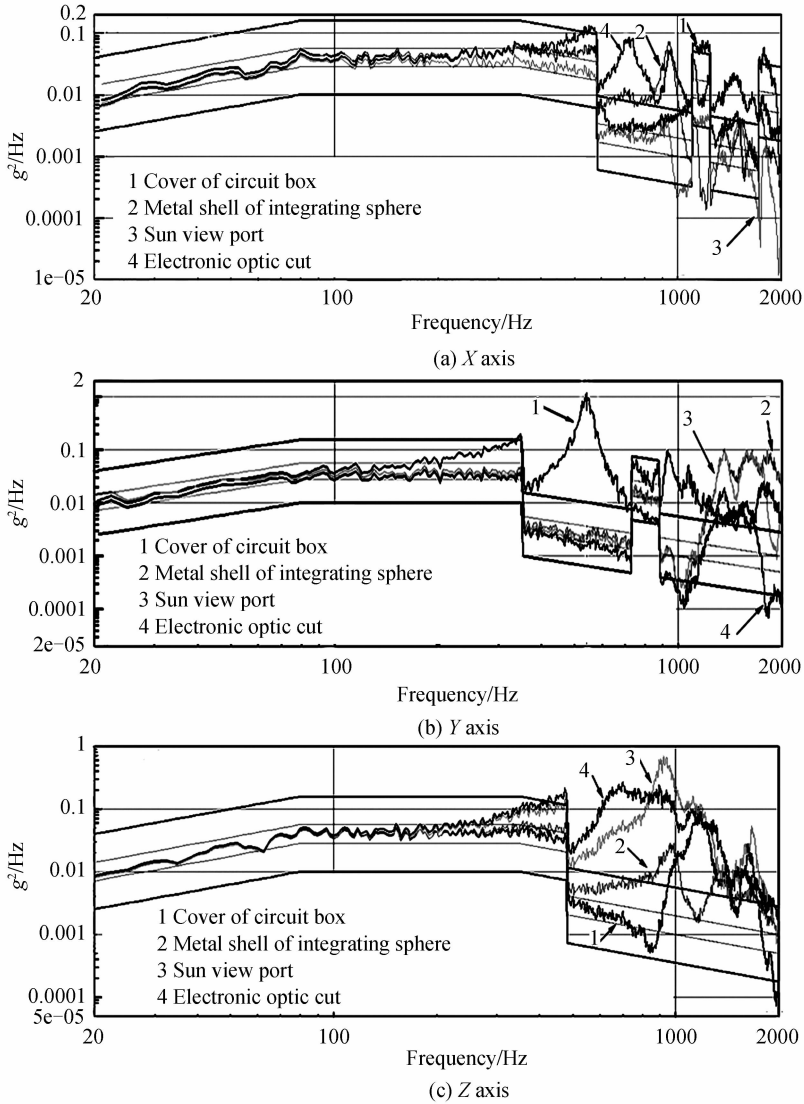 0.2
0.1
0.01
0.001
0.0001
1e−05
g²/Hz
4
2
1
3
1 Cover of circuit box
2 Metal shell of integrating sphere
3 Sun view port
4 Electronic optic cut
20
100
1000
2000
Frequency/Hz
(a) X axis
2
0.1
0.01
0.001
0.0001
2e−05
g²/Hz
1
3
2
4
1 Cover of circuit box
2 Metal shell of integrating sphere
3 Sun view port
4 Electronic optic cut
20
100
1000
2000
Frequency/Hz
(b) Y axis
1
0.1
0.01
0.001
0.0001
5e−05
g²/Hz
4
3
2
1
1 Cover of circuit box
2 Metal shell of integrating sphere
3 Sun view port
4 Electronic optic cut
20
100
1000
2000
Frequency/Hz
(c) Z axis